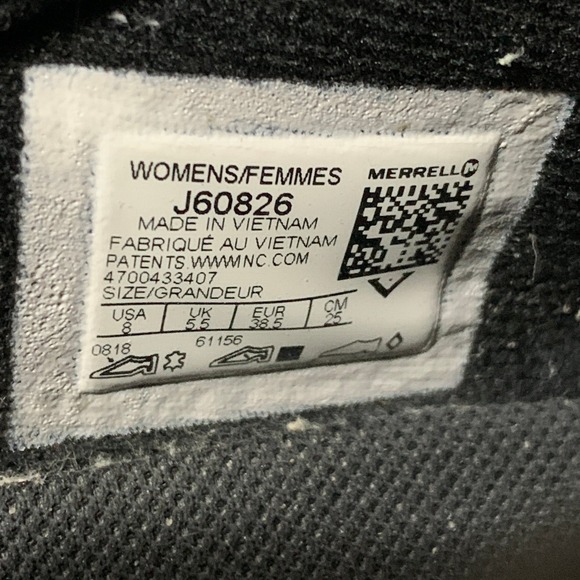 WOMENS/FEMMES MERRELL
J60826
MADE IN VIETNAM
FABRIQUÉ AU VIETNAM
PATENTS.WWWNC.COM
4700433407
SIZE/GRANDEUR
USA UK EUR CM
8 5.5 38.5 25
0818 61156